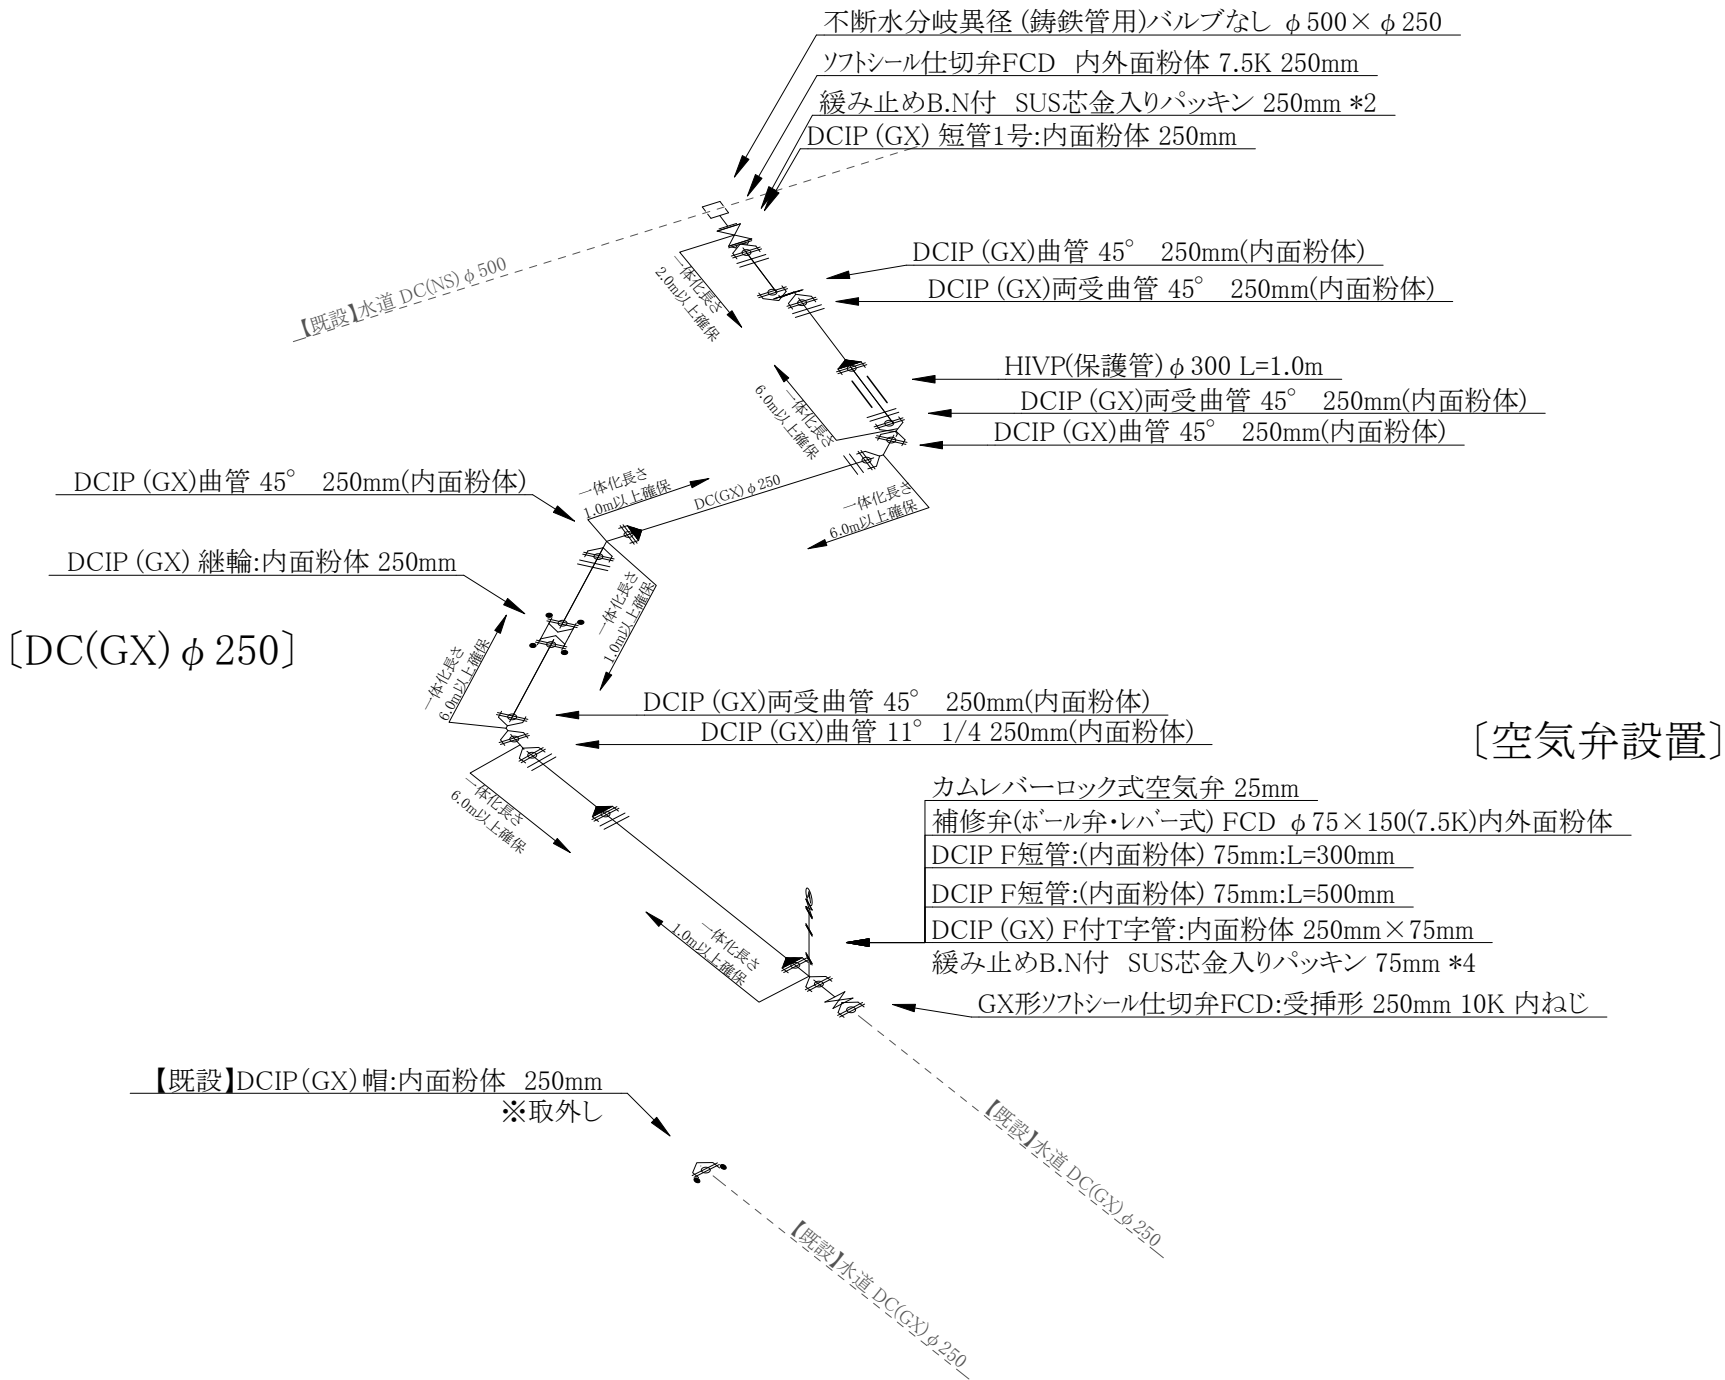 不断水分岐異径 (鋳鉄管用)バルブなし φ500×φ250
ソフトシール仕切弁FCD 内外面粉体 7.5K 250mm
緩み止めB.N付 SUS芯金入りパッキン 250mm *2
DCIP (GX) 短管1号:内面粉体 250mm
【既設】水道 DC(NS) φ500
DCIP (GX)曲管 45° 250mm(内面粉体)
DCIP (GX)両受曲管 45° 250mm(内面粉体)
一体化長さ
2.0m以上確保
HIVP(保護管)φ300 L=1.0m
DCIP (GX)両受曲管 45° 250mm(内面粉体)
DCIP (GX)曲管 45° 250mm(内面粉体)
一体化長さ
6.0m以上確保
DCIP (GX)曲管 45° 250mm(内面粉体)
一体化長さ
1.0m以上確保
DC(GX) φ250
一体化長さ
6.0m以上確保
DCIP (GX) 継輪:内面粉体 250mm
一体化長さ
1.0m以上確保
〔DC(GX) φ250〕
一体化長さ
6.0m以上確保
DCIP (GX)両受曲管 45° 250mm(内面粉体)
DCIP (GX)曲管 11° 1/4 250mm(内面粉体)
〔空気弁設置〕
一体化長さ
6.0m以上確保
カムレバーロック式空気弁 25mm
補修弁(ボール弁・レバー式) FCD φ75×150(7.5K)内外面粉体
DCIP F短管:(内面粉体) 75mm:L=300mm
DCIP F短管:(内面粉体) 75mm:L=500mm
DCIP (GX) F付T字管:内面粉体 250mm×75mm
緩み止めB.N付 SUS芯金入りパッキン 75mm *4
一体化長さ
1.0m以上確保
GX形ソフトシール仕切弁FCD:受挿形 250mm 10K 内ねじ
【既設】DCIP(GX) 帽:内面粉体 250mm
※取外し
【既設】水道 DC(GX) φ250
【既設】水道 DC(GX) φ250